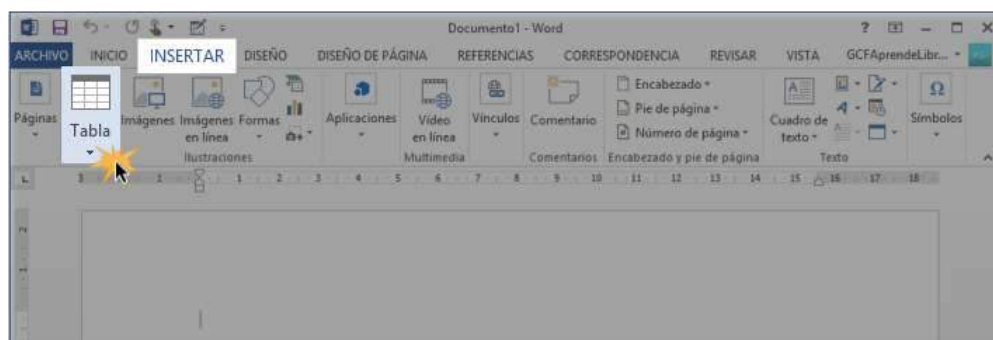 Documento1 - Word
ARCHIVO INICIO INSERTAR DISEÑO DISEÑO DE PÁGINA REFERENCIAS CORRESPONDENCIA REVISAR VISTA GCFAprendeLibr...
Páginas
Tabla
Imágenes
Imágenes en línea
Formas
Ilustraciones
Aplicaciones
Vídeo en línea
Multimedia
Vínculos
Comentario
Comentarios
Encabezado
Pie de página
Número de página
Encabezado y pie de página
Cuadro de texto
Texto
Símbolos
3 1 1 2 3 4 5 6 7 8 9 10 11 12 13 14 15 16 17 18
2
1